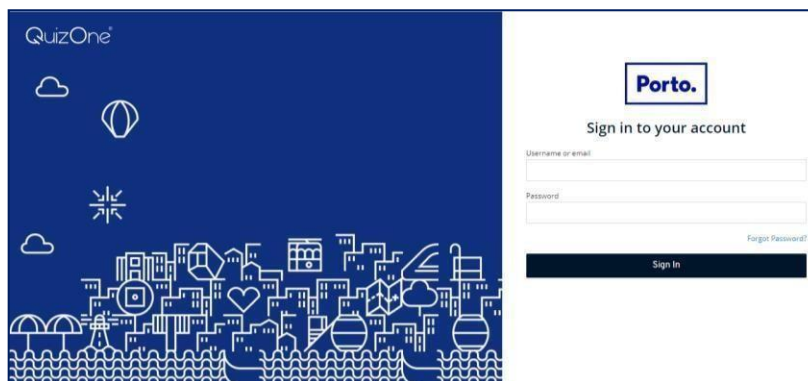 QuizOne®
Porto.
Sign in to your account
Username or email
Password
Forgot Password?
Sign In